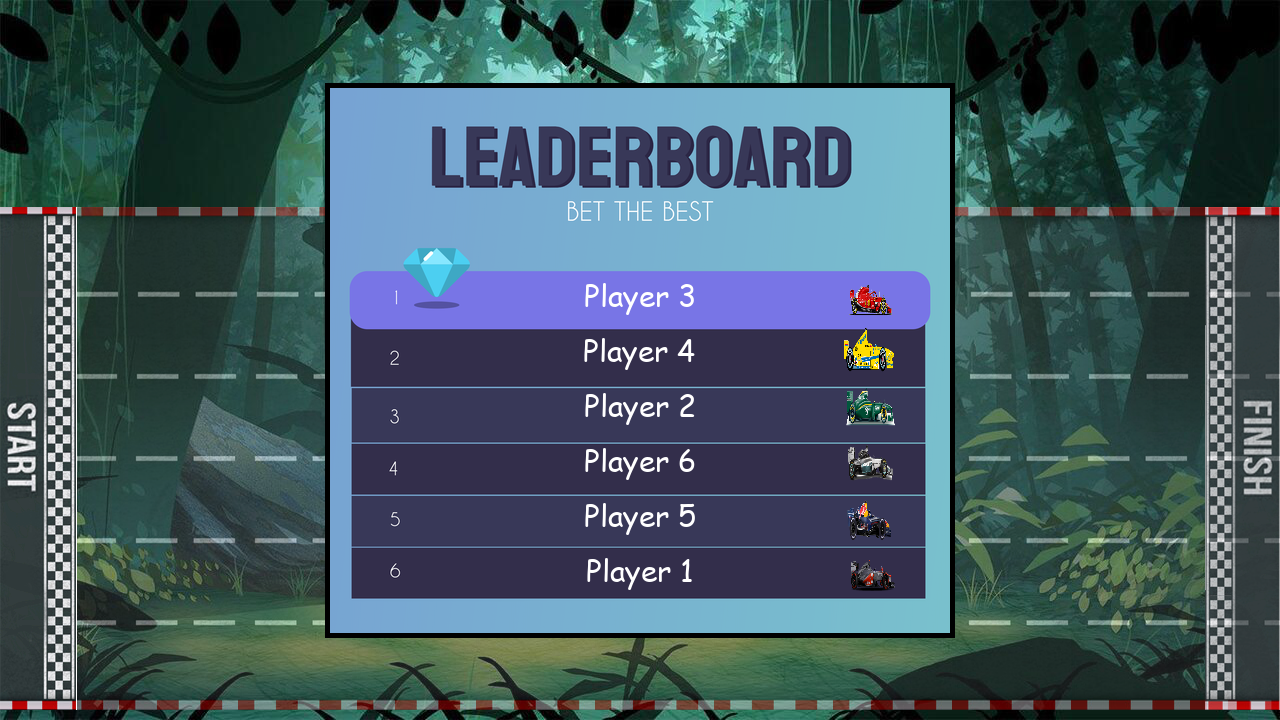 LEADERBOARD
BET THE BEST
1 Player 3
2 Player 4
3 Player 2
4 Player 6
5 Player 5
6 Player 1
START
FINISH